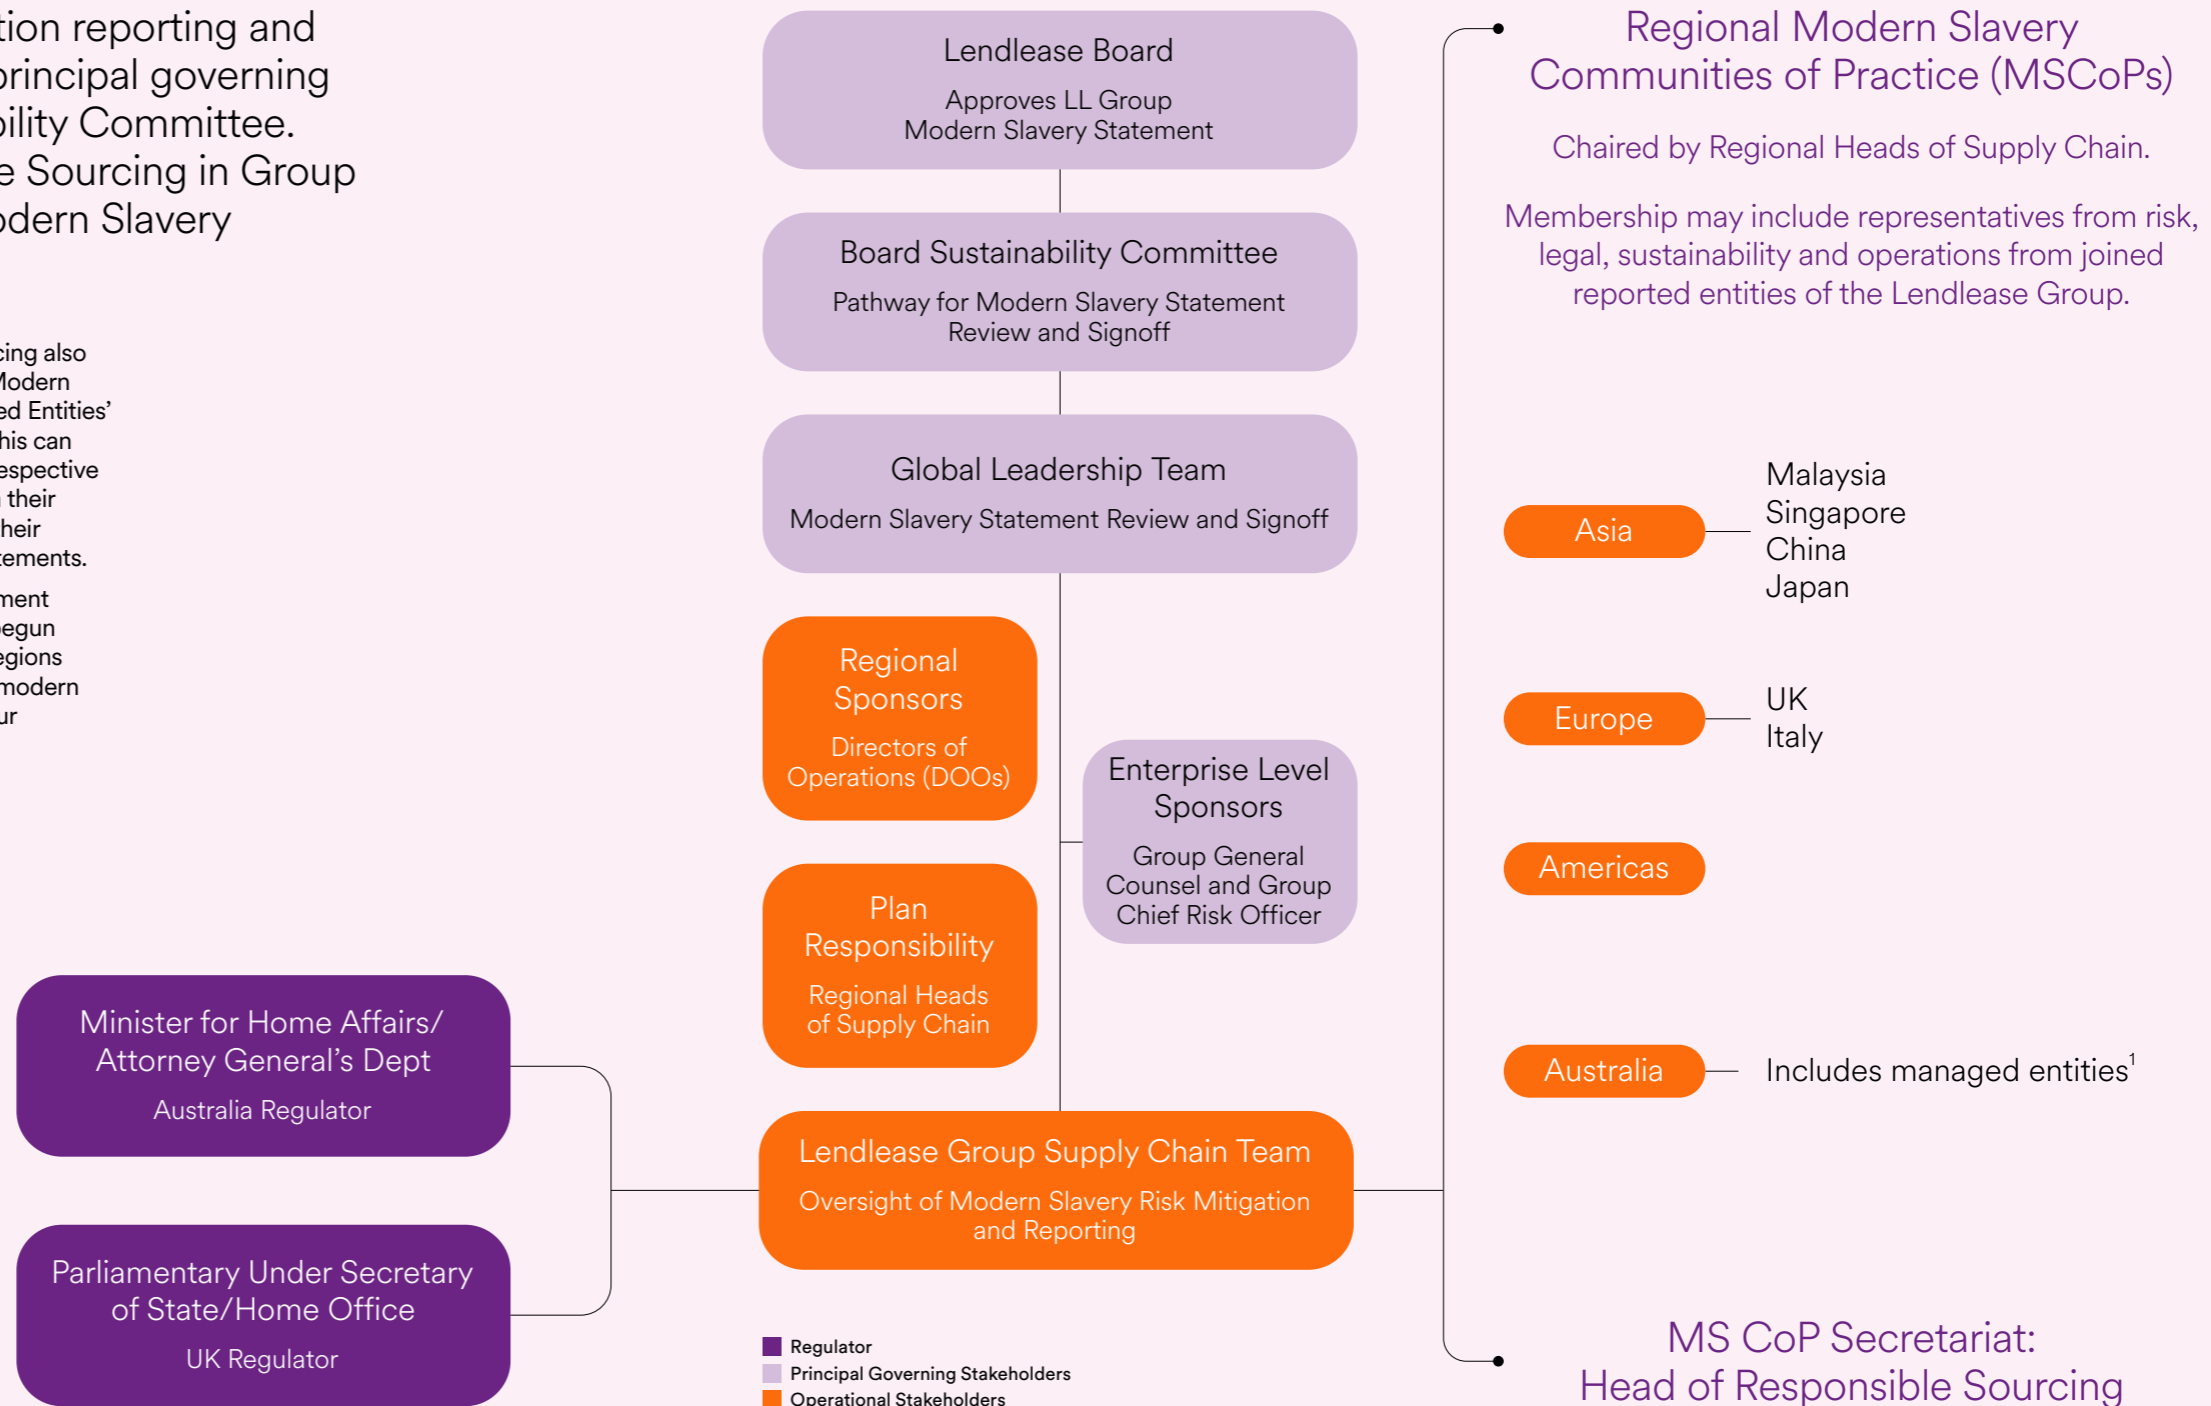 tion reporting and
principal governing
bility Committee.
e Sourcing in Group
odern Slavery
cing also
Modern
ed Entities’
his can
espective
their
heir
tements.
ment
egun
egions
modern
ur
Lendlease Board
Approves LL Group
Modern Slavery Statement
Board Sustainability Committee
Pathway for Modern Slavery Statement
Review and Signoff
Global Leadership Team
Modern Slavery Statement Review and Signoff
Regional
Sponsors
Directors of
Operations (DOOs)
Enterprise Level
Sponsors
Group General
Counsel and Group
Chief Risk Officer
Plan
Responsibility
Regional Heads
of Supply Chain
Minister for Home Affairs/
Attorney General’s Dept
Australia Regulator
Parliamentary Under Secretary
of State/Home Office
UK Regulator
Lendlease Group Supply Chain Team
Oversight of Modern Slavery Risk Mitigation
and Reporting
Regulator
Principal Governing Stakeholders
Operational Stakeholders
Regional Modern Slavery
Communities of Practice (MSCoPs)
Chaired by Regional Heads of Supply Chain.
Membership may include representatives from risk,
legal, sustainability and operations from joined
reported entities of the Lendlease Group.
Asia
Malaysia
Singapore
China
Japan
Europe
UK
Italy
Americas
Australia
Includes managed entities¹
MS CoP Secretariat:
Head of Responsible Sourcing